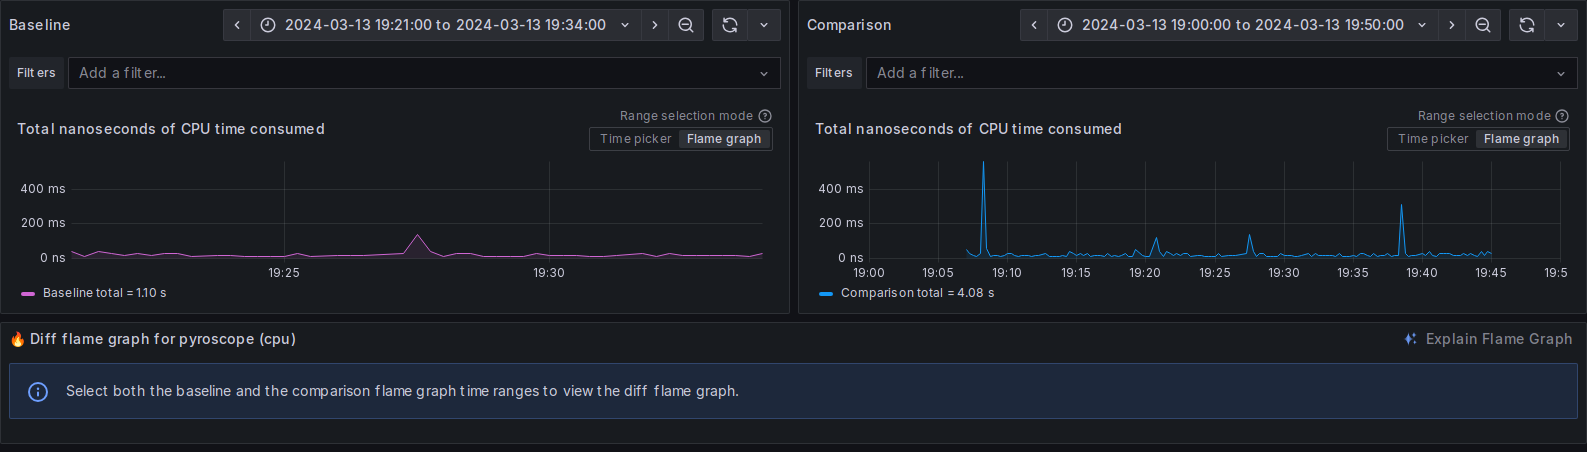 Baseline
2024-03-13 19:21:00 to 2024-03-13 19:34:00
Filters
Add a filter...
Total nanoseconds of CPU time consumed
Range selection mode
Time picker
Flame graph
400 ms
200 ms
0 ns
19:25
19:30
Baseline total = 1.10 s
Comparison
2024-03-13 19:00:00 to 2024-03-13 19:50:00
Filters
Add a filter...
Total nanoseconds of CPU time consumed
Range selection mode
Time picker
Flame graph
400 ms
200 ms
0 ns
19:00
19:05
19:10
19:15
19:20
19:25
19:30
19:35
19:40
19:45
19:5
Comparison total = 4.08 s
🔥 Diff flame graph for pyroscope (cpu)
Explain Flame Graph
Select both the baseline and the comparison flame graph time ranges to view the diff flame graph.